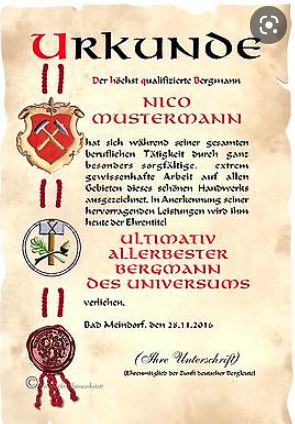 URKUNDE
Der höchst qualifizierte Bergmann
NICO
MUSTERMANN
hat sich während seiner gesamten
beruflichen Tätigkeit durch ganz
besonders sorgfältige, extrem
gewissenhafte Arbeit auf allen
Gebieten dieses schönen Handwerks
ausgezeichnet. In Anerkennung seiner
hervorragenden Leistungen wird ihm
heute der Ehrentitel
ULTIMATIV
ALLERBESTER
BERGMANN
DES UNIVERSUMS
verliehen.
Bad Meindorf, den 28.11.2016
(Ihre Unterschrift)
(Ehrenmitglied der Zunft deutscher Bergleute)